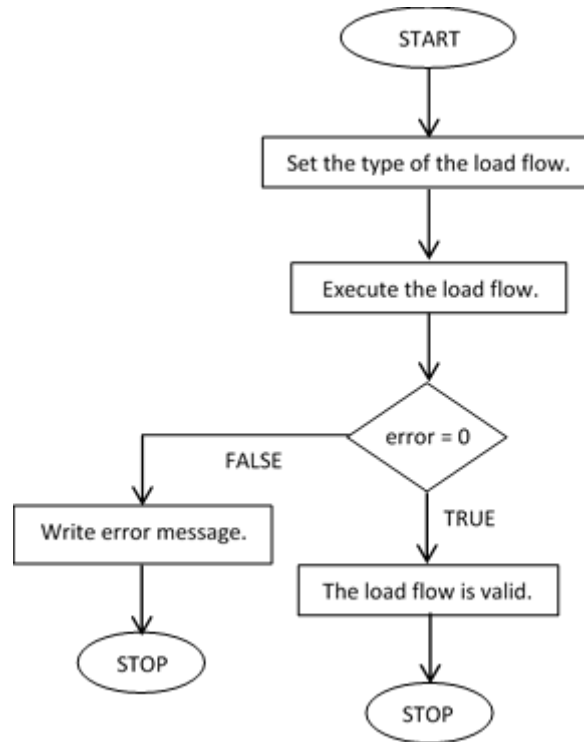 START
Set the type of the load flow.
Execute the load flow.
error = 0
FALSE
TRUE
Write error message.
The load flow is valid.
STOP
STOP